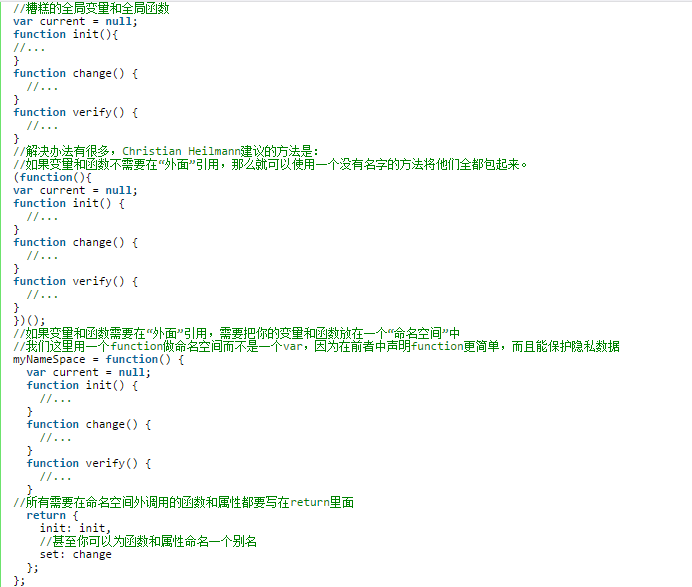 //糟糕的全局变量和全局函数
var current = null;
function init(){
//...
}
function change() {
  //...
}
function verify() {
  //...
}
//解决办法有很多，Christian Heilmann建议的方法是：
//如果变量和函数不需要在“外面”引用，那么就可以使用一个没有名字的方法将他们全都包起来。
(function(){
var current = null;
function init() {
  //...
}
function change() {
  //...
}
function verify() {
  //...
}
})();
//如果变量和函数需要在“外面”引用，需要把你的变量和函数放在一个“命名空间”中
//我们这里用一个function做命名空间而不是一个var，因为在前者中声明function更简单，而且能保护隐私数据
myNameSpace = function() {
  var current = null;
  function init() {
    //...
  }
  function change() {
    //...
  }
  function verify() {
    //...
  }
//所有需要在命名空间外调用的函数和属性都要写在return里面
  return {
    init: init,
    //甚至你可以为函数和属性命名一个别名
    set: change
  };
};